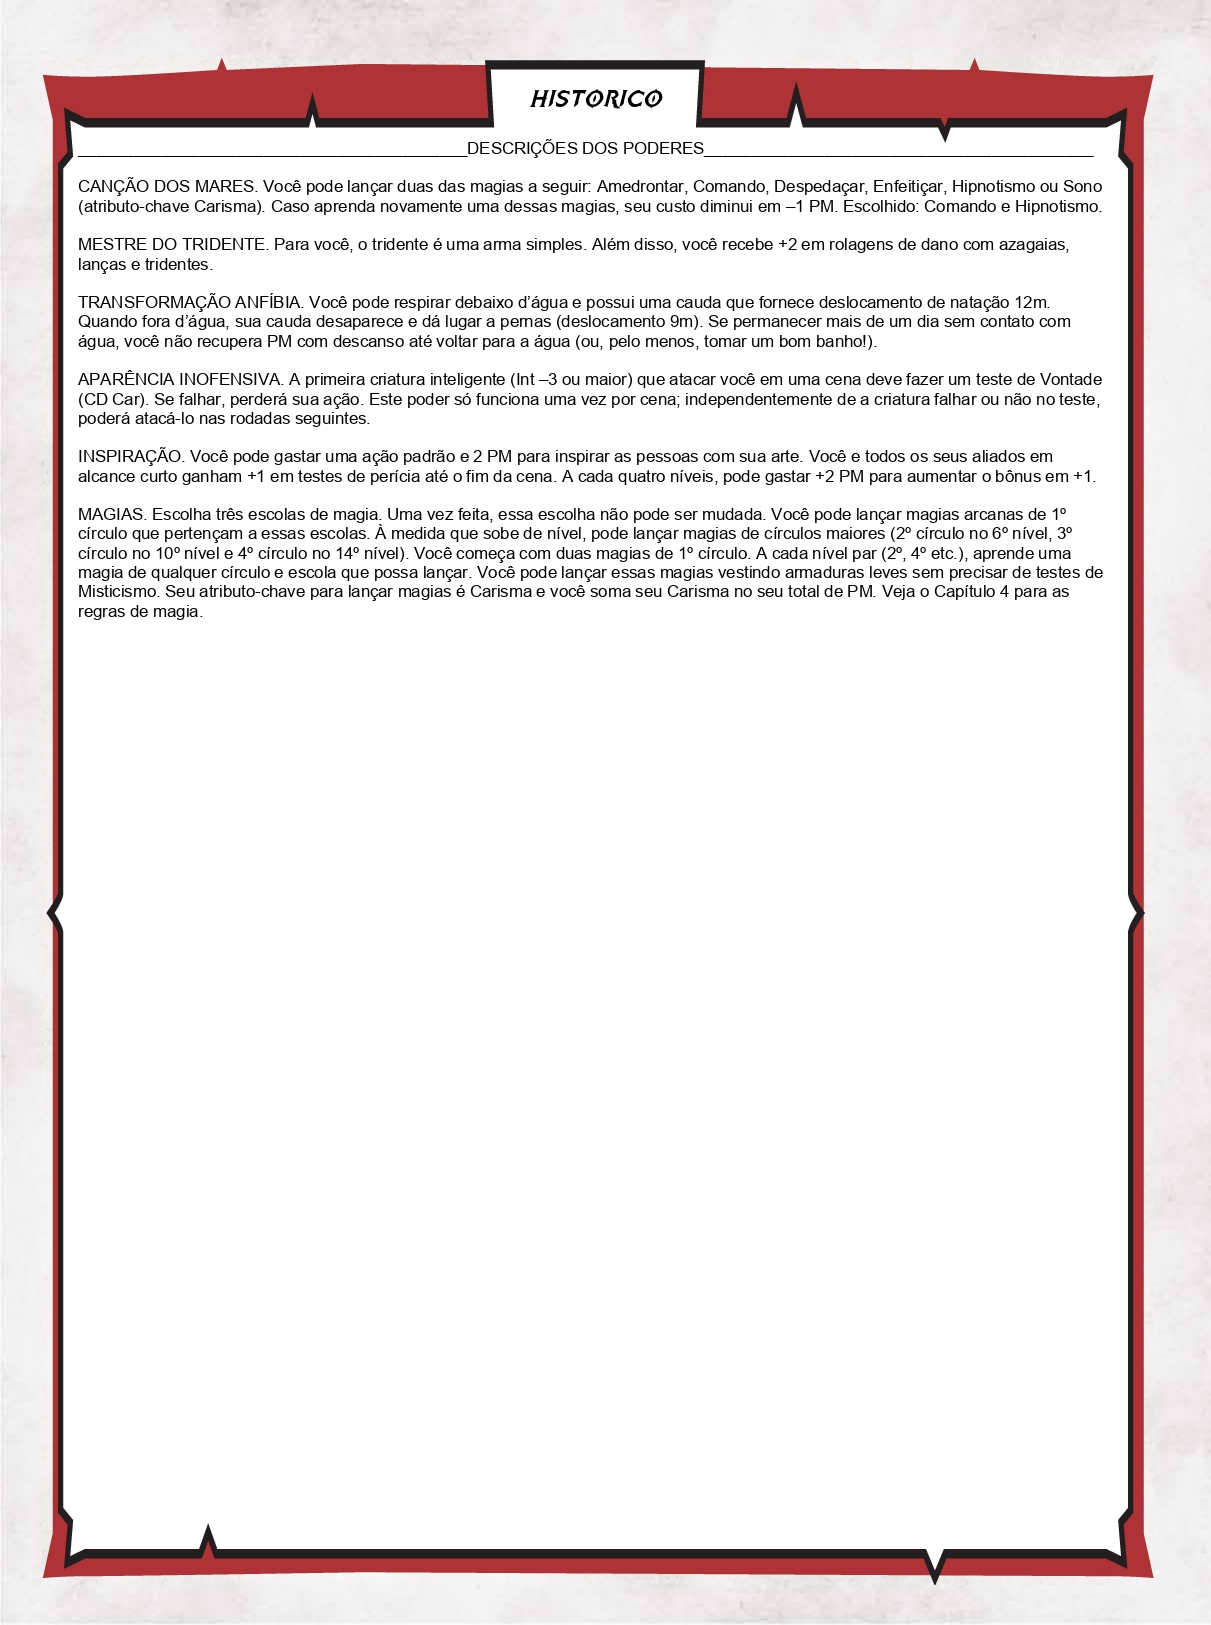 HISTÓRICO
__________________________________________DESCRIÇÕES DOS PODERES__________________________________________
CANÇÃO DOS MARES. Você pode lançar duas das magias a seguir: Amedrontar, Comando, Despedaçar, Enfeitiçar, Hipnotismo ou Sono
(atributo-chave Carisma). Caso aprenda novamente uma dessas magias, seu custo diminui em –1 PM. Escolhido: Comando e Hipnotismo.
MESTRE DO TRIDENTE. Para você, o tridente é uma arma simples. Além disso, você recebe +2 em rolagens de dano com azagaias,
lanças e tridentes.
TRANSFORMAÇÃO ANFÍBIA. Você pode respirar debaixo d’água e possui uma cauda que fornece deslocamento de natação 12m.
Quando fora d’água, sua cauda desaparece e dá lugar a pernas (deslocamento 9m). Se permanecer mais de um dia sem contato com
água, você não recupera PM com descanso até voltar para a água (ou, pelo menos, tomar um bom banho!).
APARÊNCIA INOFENSIVA. A primeira criatura inteligente (Int –3 ou maior) que atacar você em uma cena deve fazer um teste de Vontade
(CD Car). Se falhar, perderá sua ação. Este poder só funciona uma vez por cena; independentemente de a criatura falhar ou não no teste,
poderá atacá-lo nas rodadas seguintes.
INSPIRAÇÃO. Você pode gastar uma ação padrão e 2 PM para inspirar as pessoas com sua arte. Você e todos os seus aliados em
alcance curto ganham +1 em testes de perícia até o fim da cena. A cada quatro níveis, pode gastar +2 PM para aumentar o bônus em +1.
MAGIAS. Escolha três escolas de magia. Uma vez feita, essa escolha não pode ser mudada. Você pode lançar magias arcanas de 1º
círculo que pertençam a essas escolas. À medida que sobe de nível, pode lançar magias de círculos maiores (2º círculo no 6º nível, 3º
círculo no 10º nível e 4º círculo no 14º nível). Você começa com duas magias de 1º círculo. A cada nível par (2º, 4º etc.), aprende uma
magia de qualquer círculo e escola que possa lançar. Você pode lançar essas magias vestindo armaduras leves sem precisar de testes de
Misticismo. Seu atributo-chave para lançar magias é Carisma e você soma seu Carisma no seu total de PM. Veja o Capítulo 4 para as
regras de magia.